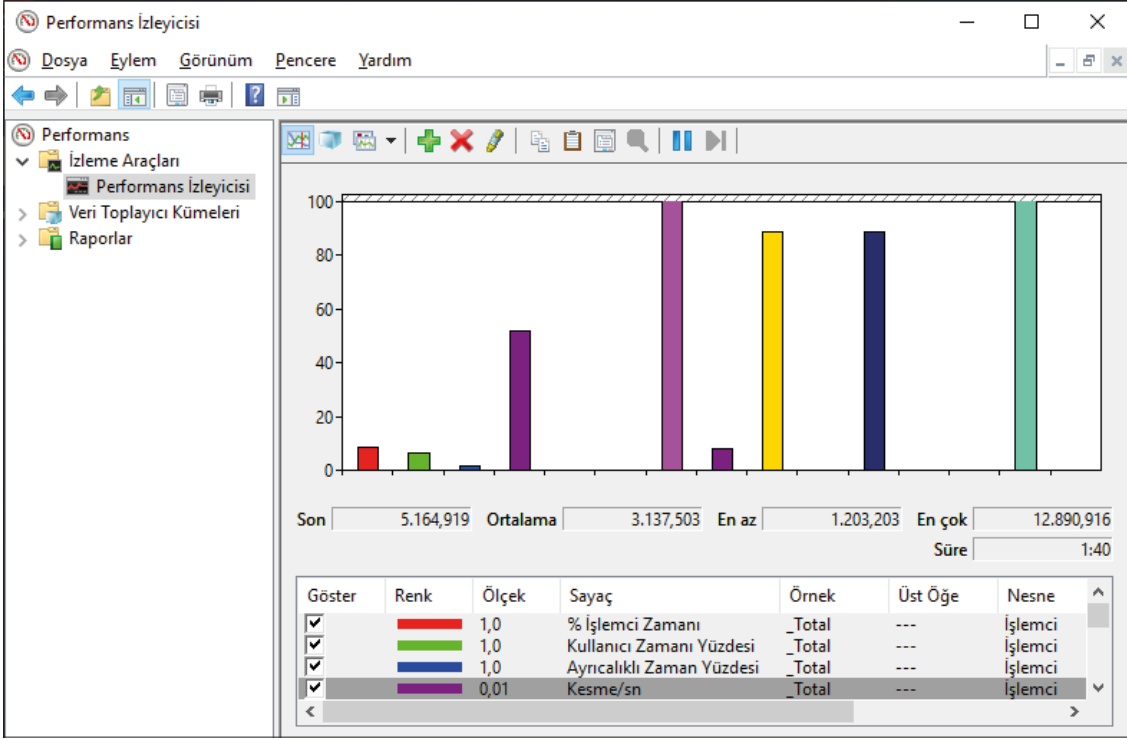 Performans İzleyicisi
Dosya Eylem Görünüm Pencere Yardım
Performans
İzleme Araçları
Performans İzleyicisi
Veri Toplayıcı Kümeleri
Raporlar
100
80
60
40
20
0
Son 5.164,919 Ortalama 3.137,503 En az 1.203,203 En çok 12.890,916
Süre 1:40
Göster Renk Ölçek Sayaç Örnek Üst Öğe Nesne
1,0 % İşlemci Zamanı _Total --- İşlemci
1,0 Kullanıcı Zamanı Yüzdesi _Total --- İşlemci
1,0 Ayrıcalıklı Zaman Yüzdesi _Total --- İşlemci
0,01 Kesme/sn _Total --- İşlemci